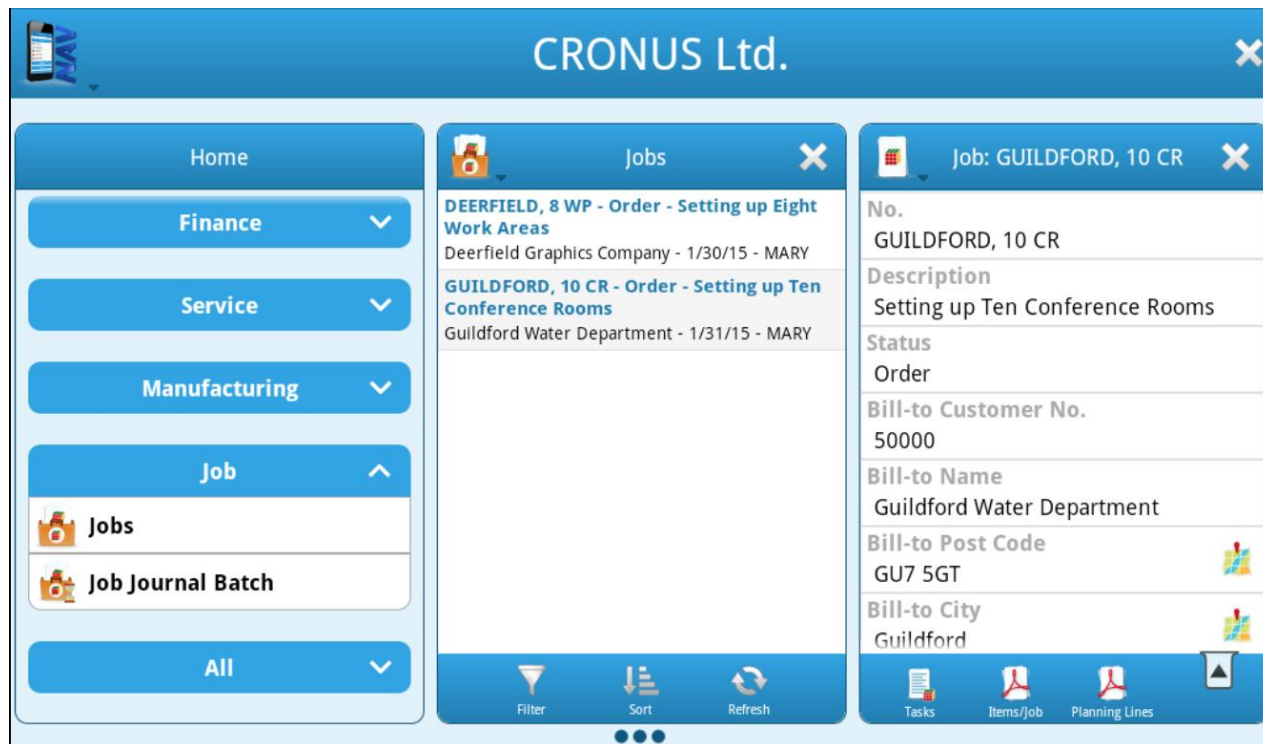 NAV
CRONUS Ltd.
Home
Finance
Service
Manufacturing
Job
Jobs
Job Journal Batch
All
Jobs
DEERFIELD, 8 WP - Order - Setting up Eight
Work Areas
Deerfield Graphics Company - 1/30/15 - MARY
GUILDFORD, 10 CR - Order - Setting up Ten
Conference Rooms
Guildford Water Department - 1/31/15 - MARY
Filter
Sort
Refresh
Job: GUILDFORD, 10 CR
No.
GUILDFORD, 10 CR
Description
Setting up Ten Conference Rooms
Status
Order
Bill-to Customer No.
50000
Bill-to Name
Guildford Water Department
Bill-to Post Code
GU7 5GT
Bill-to City
Guildford
Tasks
Items/Job
Planning Lines